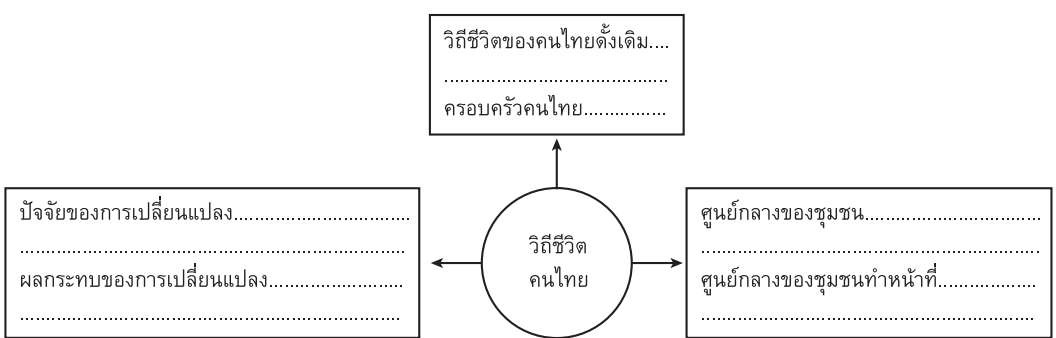 วิถีชีวิตของคนไทยดั้งเดิม....
......................................
ครอบครัวคนไทย..............
ปัจจัยของการเปลี่ยนแปลง..............................
.................................................................
ผลกระทบของการเปลี่ยนแปลง.......................
................................................................
วิถีชีวิต
คนไทย
ศูนย์กลางของชุมชน..............................
.........................................................
ศูนย์กลางของชุมชนทำหน้าที่.................
........................................................